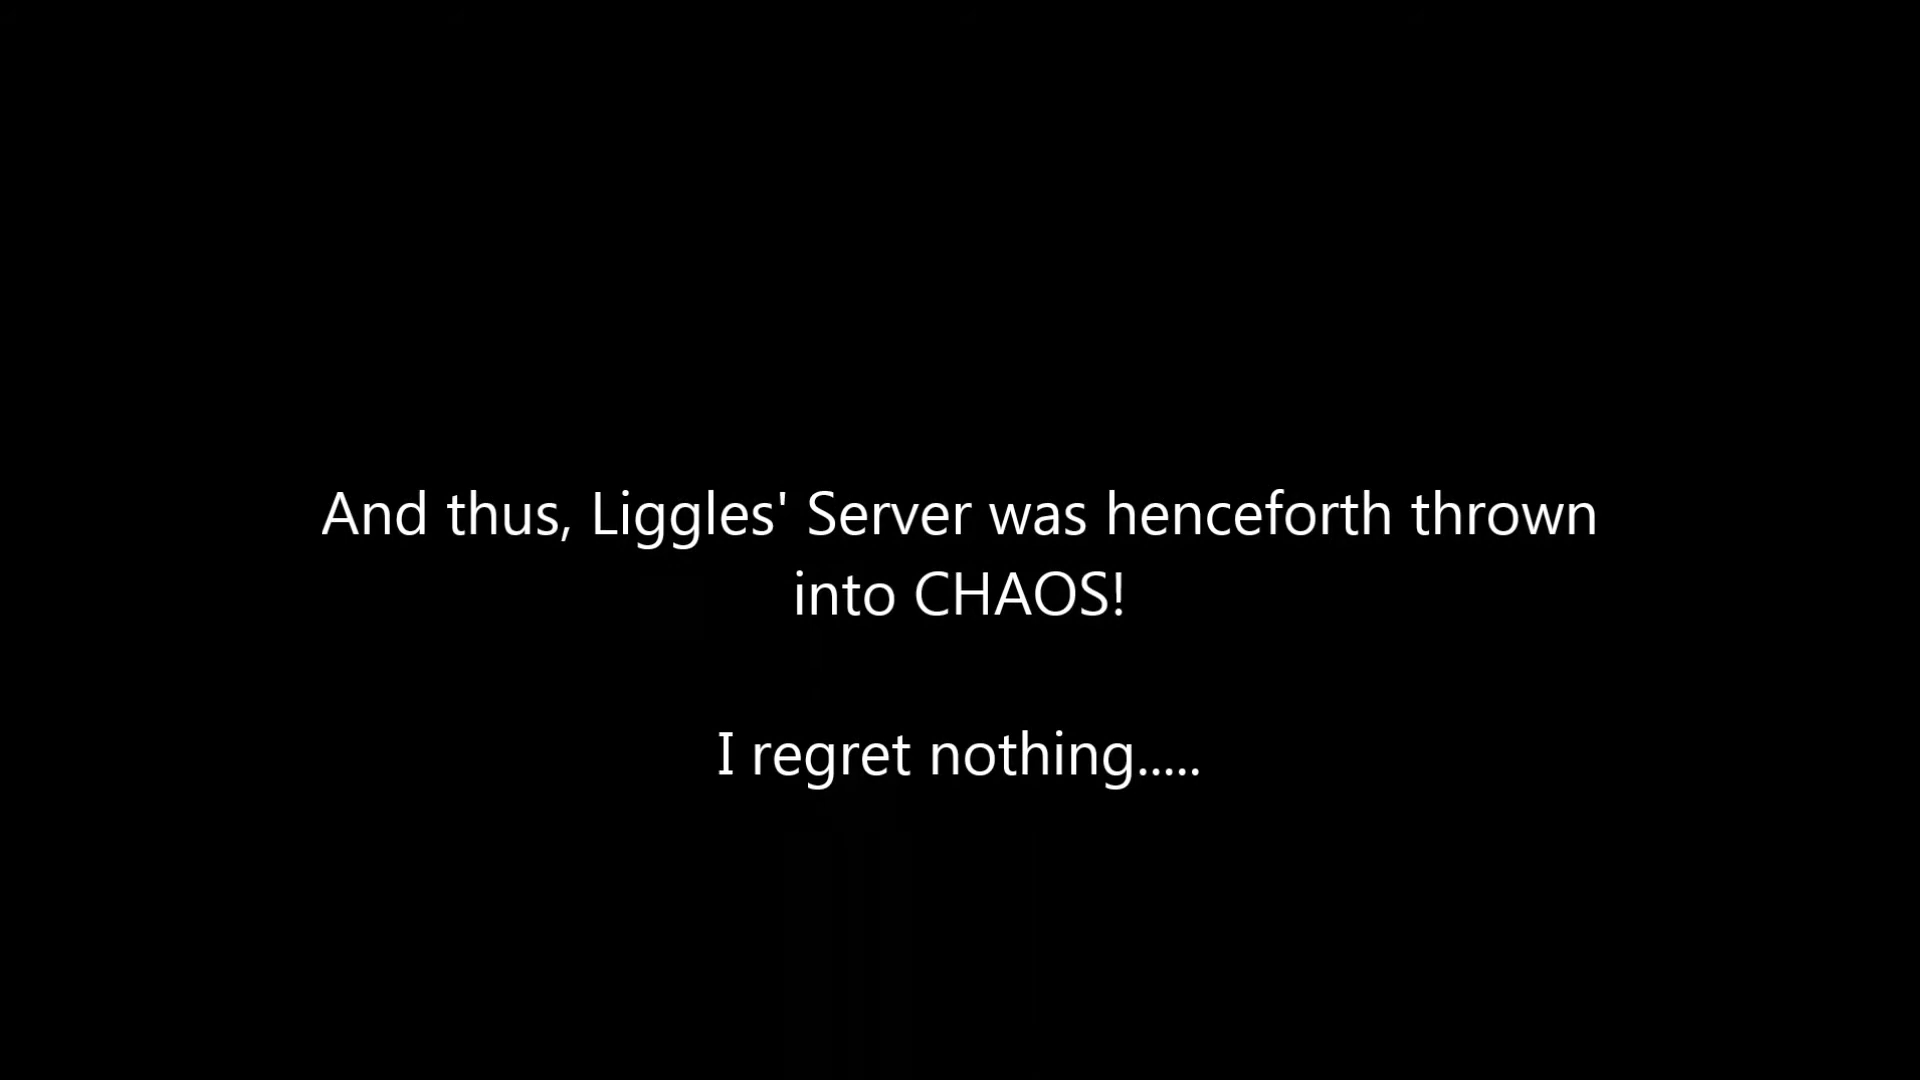 And thus, Liggles' Server was henceforth thrown
into CHAOS!
I regret nothing.....